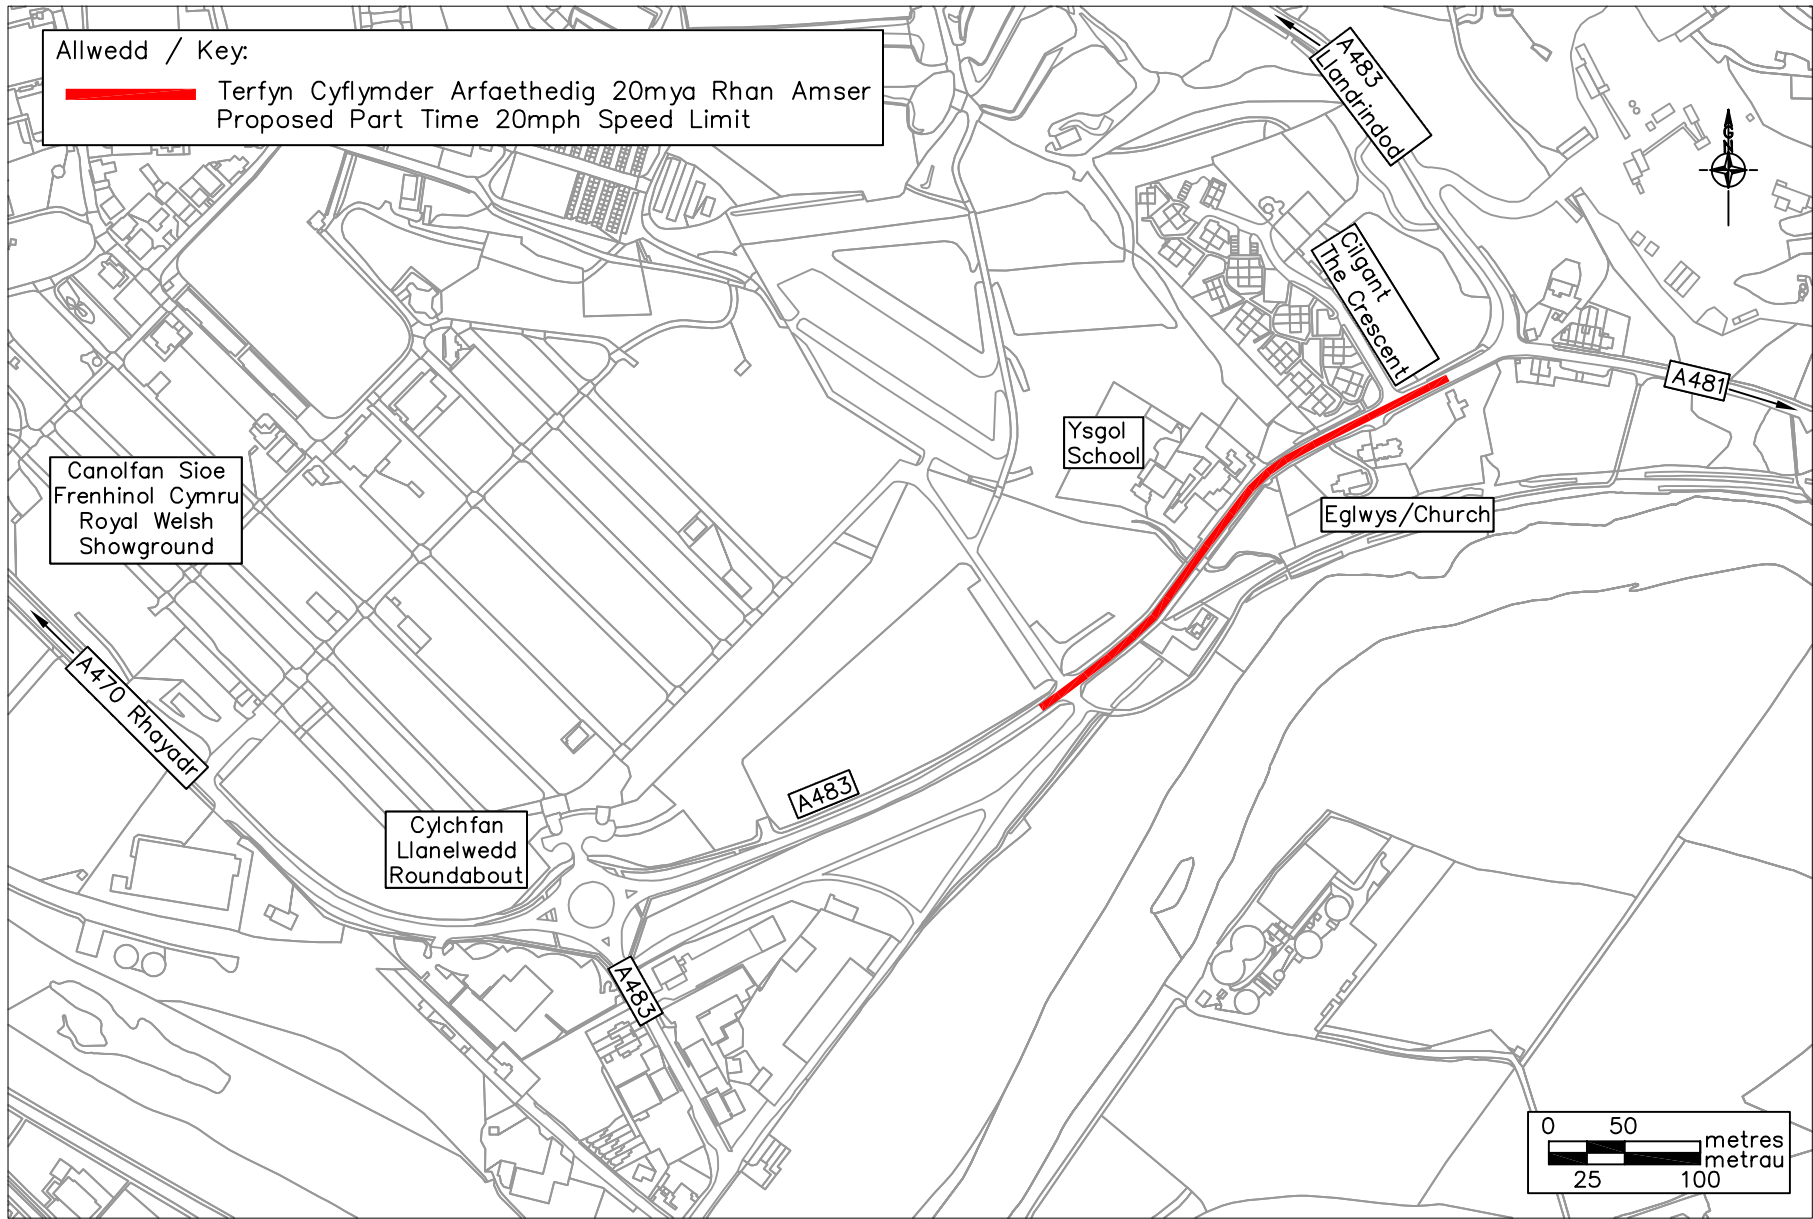 Allwedd / Key:
Terfyn Cyflymder Arfaethedig 20mya Rhan Amser
Proposed Part Time 20mph Speed Limit
A483
Llandrindod
N
Cilgant
The Crescent
A481
Ysgol
School
Canolfan Sioe
Frenhinol Cymru
Royal Welsh
Showground
Eglwys/Church
A470 Rhayadr
A483
Cylchfan
Llanelwedd
Roundabout
A483
0 50
metres
metrau
25 100